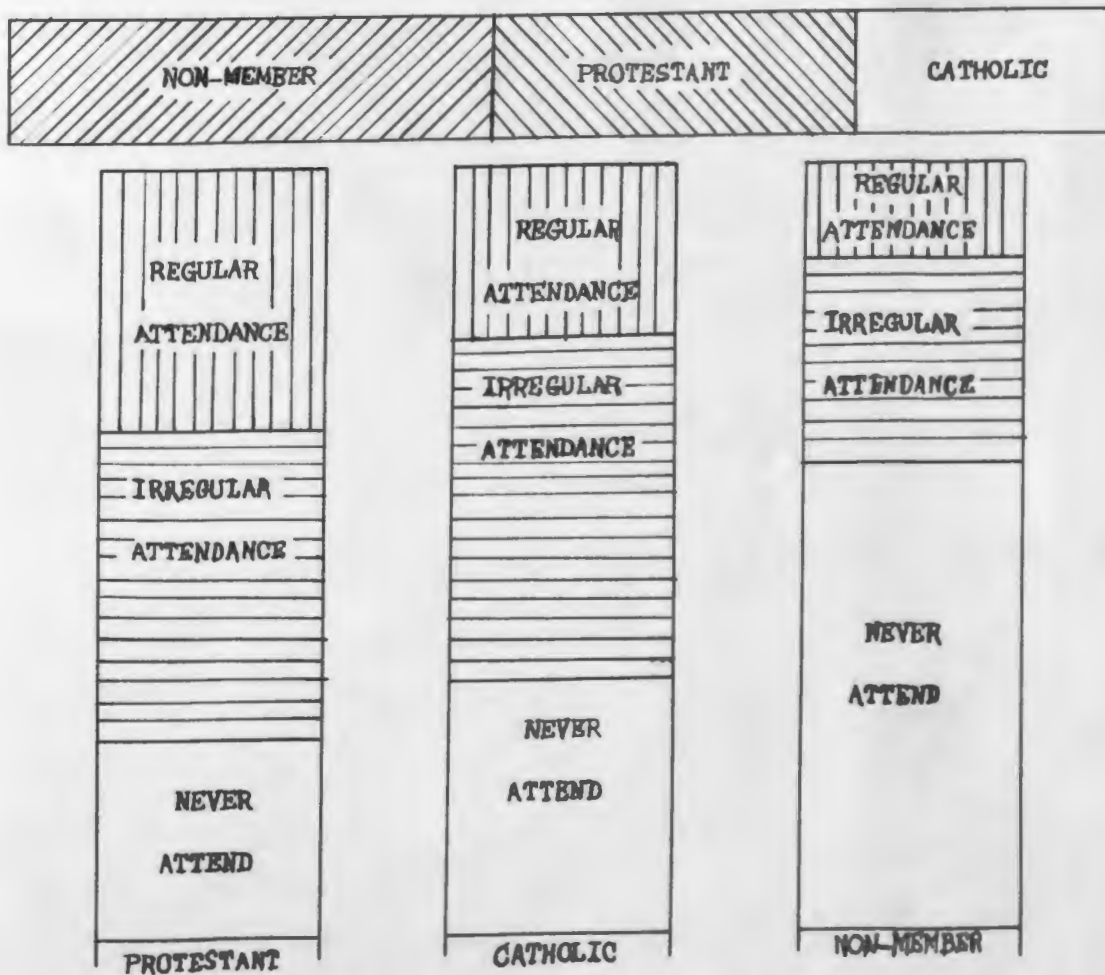 NON-MEMBER
PROTESTANT
CATHOLIC
REGULAR
ATTENDANCE
IRREGULAR
ATTENDANCE
NEVER
ATTEND
PROTESTANT
REGULAR
ATTENDANCE
IRREGULAR
ATTENDANCE
NEVER
ATTEND
CATHOLIC
REGULAR
ATTENDANCE
IRREGULAR
ATTENDANCE
NEVER
ATTEND
NON-MEMBER